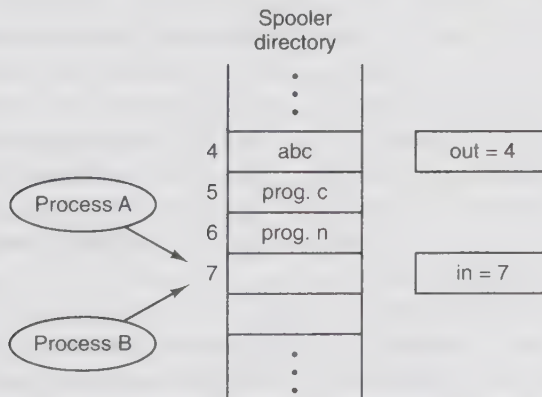 Spooler
directory
4 abc out = 4
5 prog. c
Process A
6 prog. n
7 in = 7
Process B